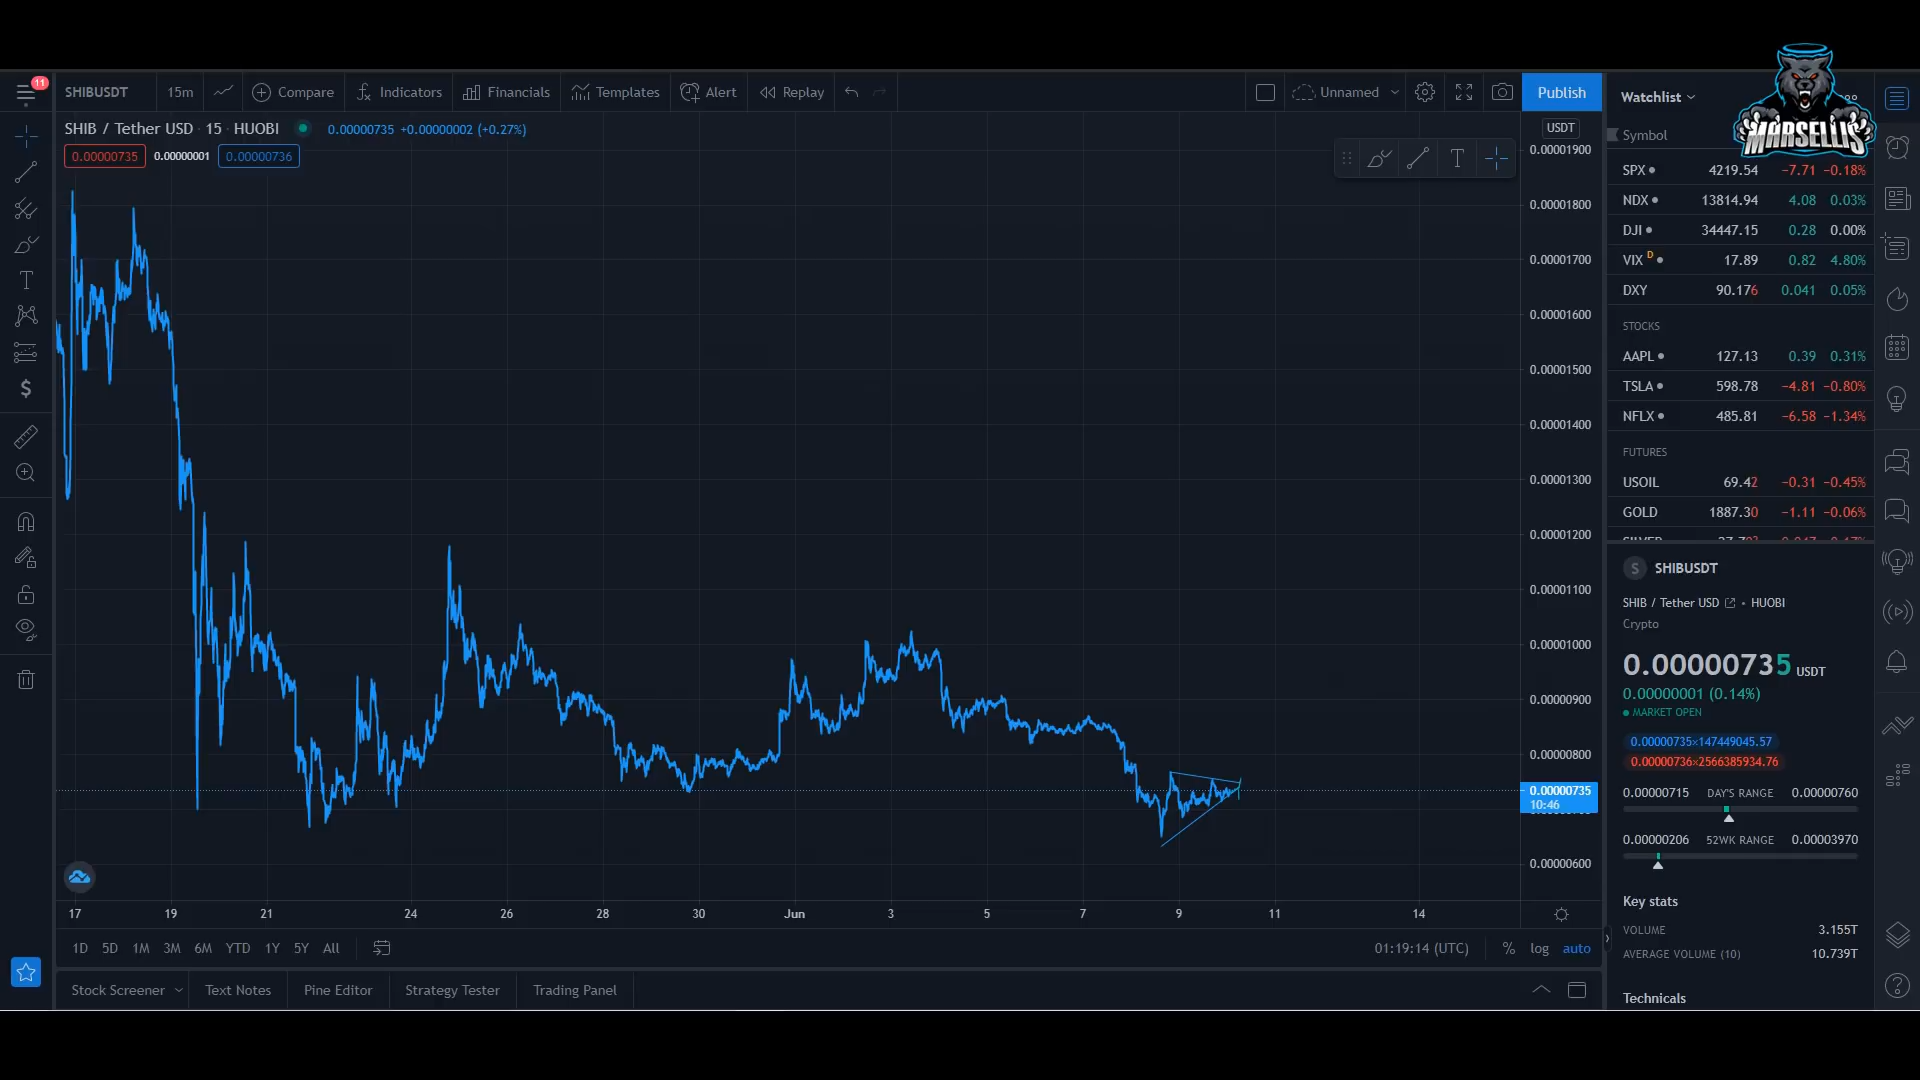 11
SHIBUSDT 15m Compare Indicators Financials Templates Alert Replay Unnamed Publish
SHIB / Tether USD · 15 · HUOBI 0.00000735 +0.00000002 (+0.27%)
0.00000735 0.00000001 0.00000736
USDT
0.00001900
0.00001800
0.00001700
0.00001600
0.00001500
0.00001400
0.00001300
0.00001200
0.00001100
0.00001000
0.00000900
0.00000800
0.00000735
10:46
0.00000600
17 19 21 24 26 28 30 Jun 3 5 7 9 11 14
1D 5D 1M 3M 6M YTD 1Y 5Y All 01:19:14 (UTC) % log auto
Stock Screener Text Notes Pine Editor Strategy Tester Trading Panel
Watchlist
MARSELLIS
Symbol
SPX 4219.54 −7.71 −0.18%
NDX 13814.94 4.08 0.03%
DJI 34447.15 0.28 0.00%
VIX D 17.89 0.82 4.80%
DXY 90.176 0.041 0.05%
STOCKS
AAPL 127.13 0.39 0.31%
TSLA 598.78 −4.81 −0.80%
NFLX 485.81 −6.58 −1.34%
FUTURES
USOIL 69.42 −0.31 −0.45%
GOLD 1887.30 −1.11 −0.06%
S SHIBUSDT
SHIB / Tether USD • HUOBI
Crypto
0.00000735 USDT
0.00000001 (0.14%)
MARKET OPEN
0.00000735×147449045.57
0.00000736×2566385934.76
0.00000715 DAY'S RANGE 0.00000760
0.00000206 52WK RANGE 0.00003970
Key stats
VOLUME 3.155T
AVERAGE VOLUME (10) 10.739T
Technicals